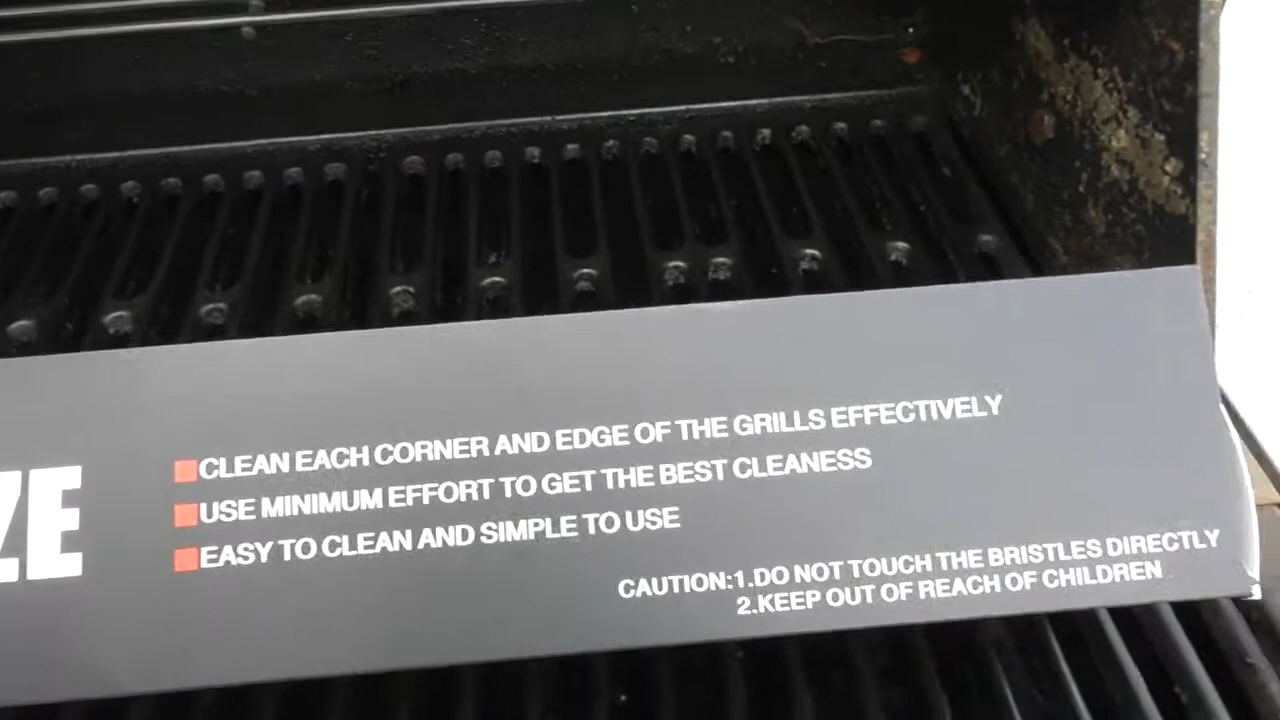 ZE
CLEAN EACH CORNER AND EDGE OF THE GRILLS EFFECTIVELY
USE MINIMUM EFFORT TO GET THE BEST CLEANESS
EASY TO CLEAN AND SIMPLE TO USE
CAUTION:1.DO NOT TOUCH THE BRISTLES DIRECTLY
2.KEEP OUT OF REACH OF CHILDREN